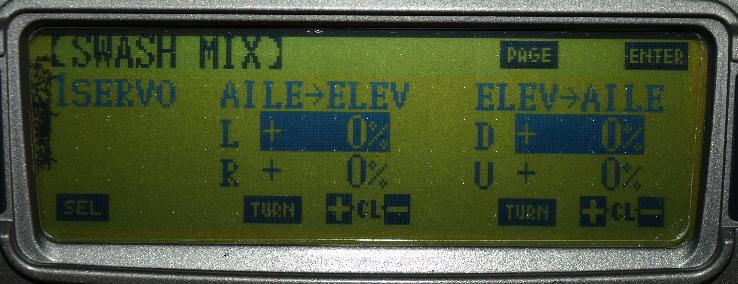 [SWASH MIX] PAGE ENTER
1SERVO AILE→ELEV ELEV→AILE
L + 0% D + 0%
R + 0% U + 0%
SEL TURN + CL - TURN + CL -